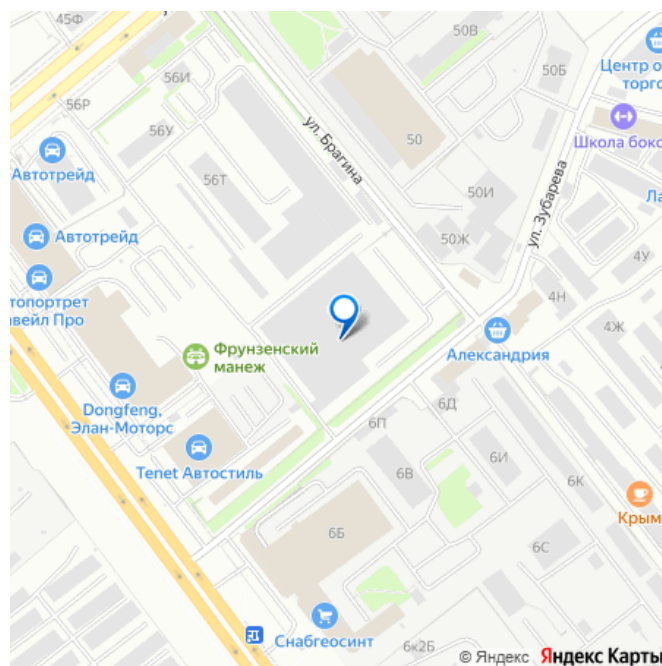 45Ф
56И
50В
50Б
Центр о
торго
56Р
56У
50
Школа бокс
ул. Брагина
Автотрейд
56Т
50И
ул. Зубарева
Ла
Автотрейд
50Ж
4У
топортрет
авейл Про
4Н
4Ж
Александрия
Фрунзенский
манеж
Dongfeng,
Элан-Моторс
6Д
6П
Tenet Автостиль
6И
6В
6К
Крым
6Б
6С
Снабгеосинт
6к2Б
© Яндекс Яндекс Карты